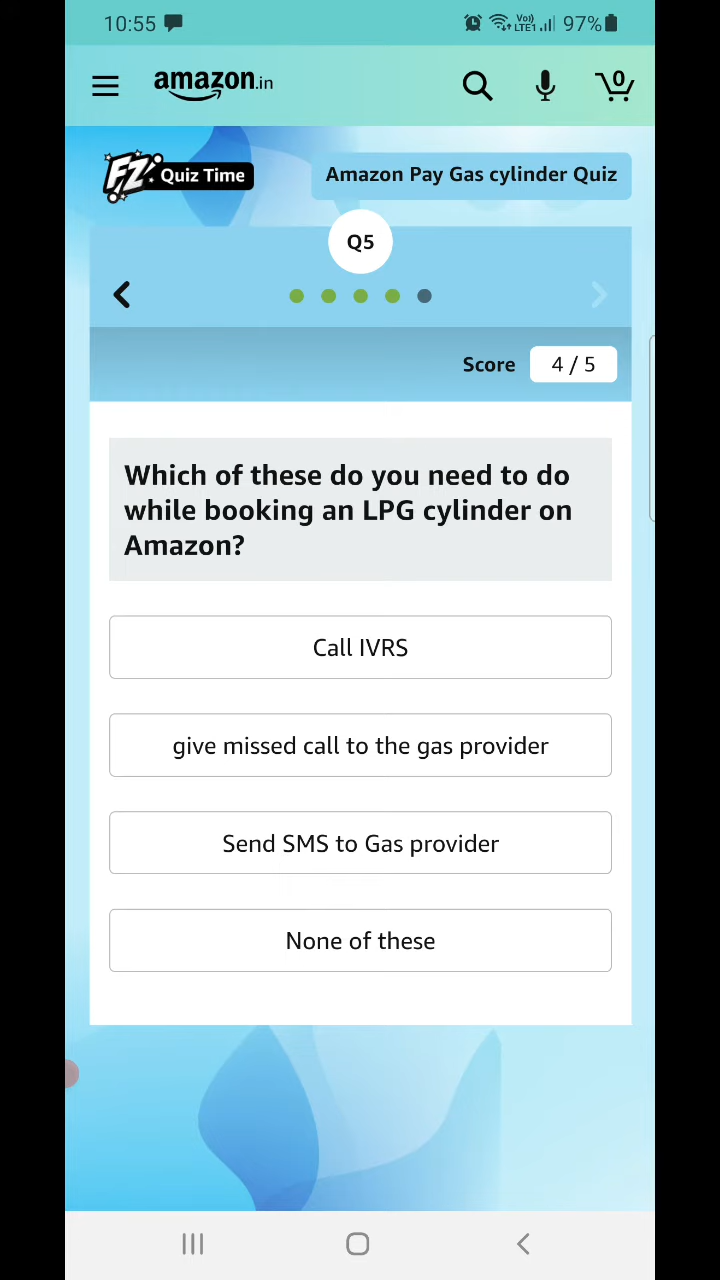 10:55 Vo)) LTE1 97%
amazon.in 0
FZ Quiz Time Amazon Pay Gas cylinder Quiz
Q5
Score 4 / 5
Which of these do you need to do
while booking an LPG cylinder on
Amazon?
Call IVRS
give missed call to the gas provider
Send SMS to Gas provider
None of these